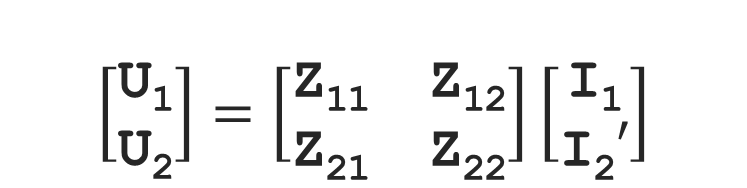 [U₁ U₂] = [Z₁₁ Z₁₂ Z₂₁ Z₂₂] [I₁ I₂′]